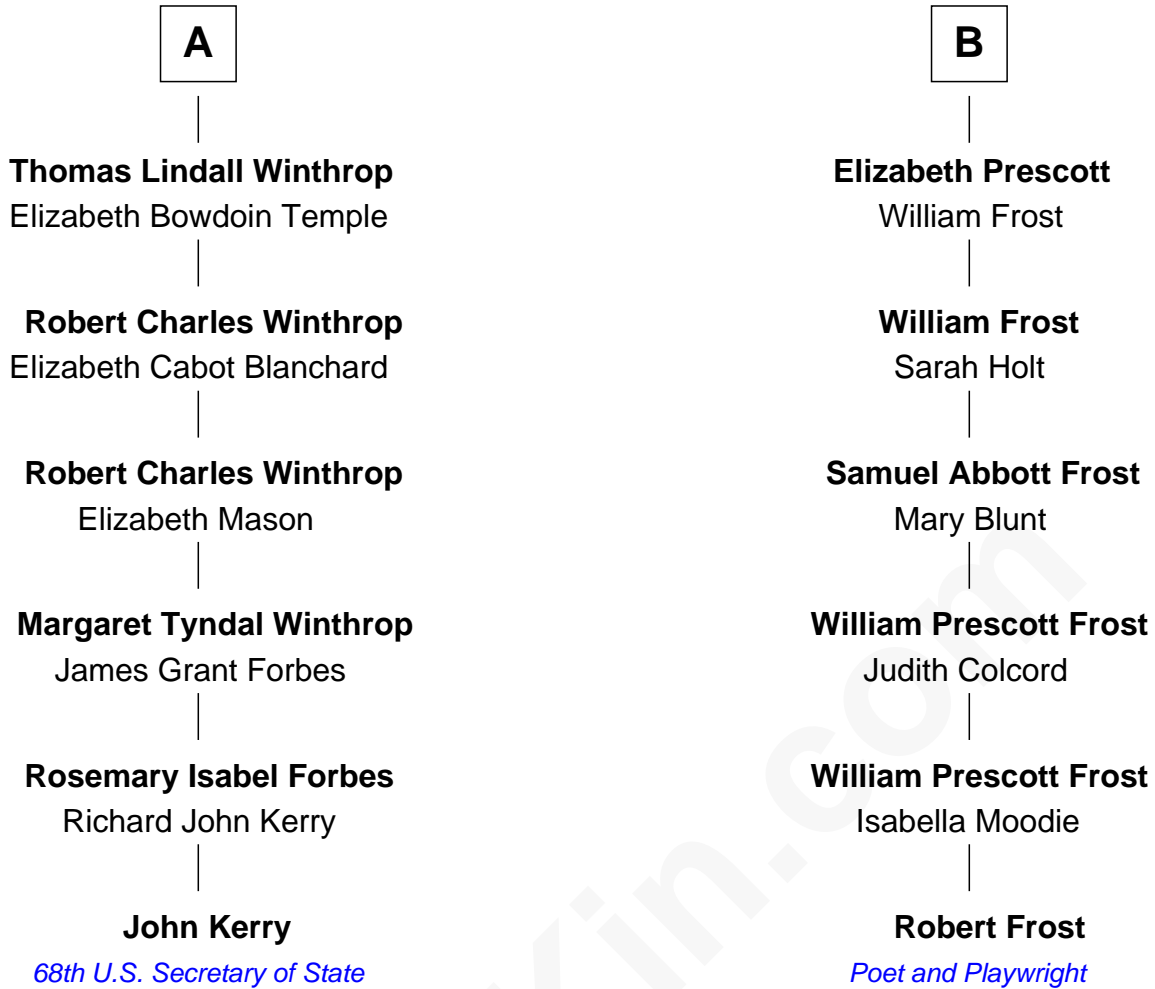 A
Thomas Lindall Winthrop
Elizabeth Bowdoin Temple
Robert Charles Winthrop
Elizabeth Cabot Blanchard
Robert Charles Winthrop
Elizabeth Mason
Margaret Tyndal Winthrop
James Grant Forbes
Rosemary Isabel Forbes
Richard John Kerry
John Kerry
68th U.S. Secretary of State
B
Elizabeth Prescott
William Frost
William Frost
Sarah Holt
Samuel Abbott Frost
Mary Blunt
William Prescott Frost
Judith Colcord
William Prescott Frost
Isabella Moodie
Robert Frost
Poet and Playwright